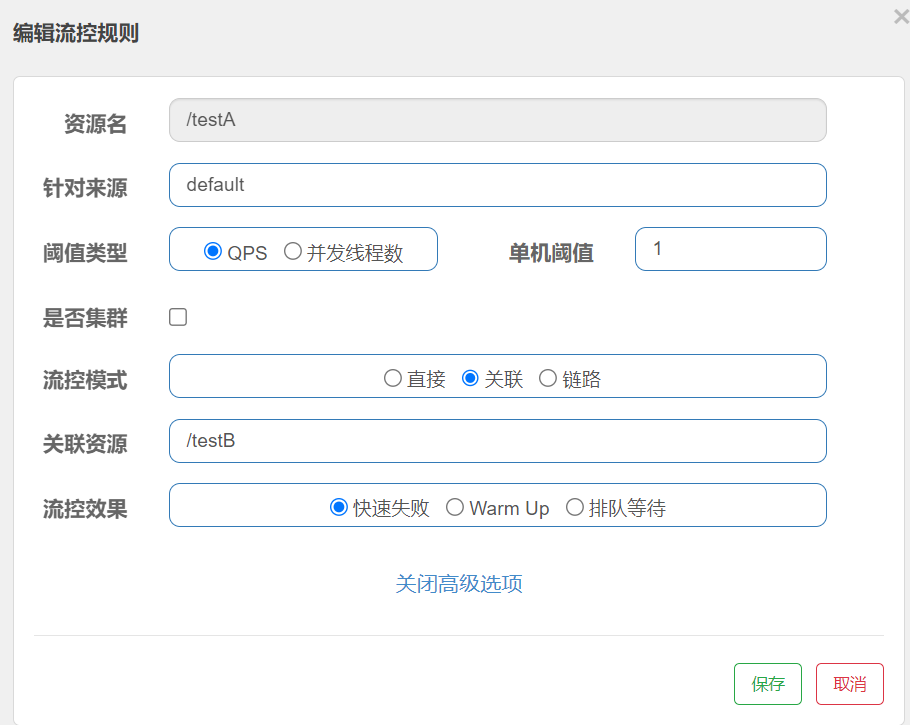 ×
编辑流控规则
资源名 /testA
针对来源 default
阈值类型 QPS 并发线程数 单机阈值 1
是否集群
流控模式 直接 关联 链路
关联资源 /testB
流控效果 快速失败 Warm Up 排队等待
关闭高级选项
保存 取消